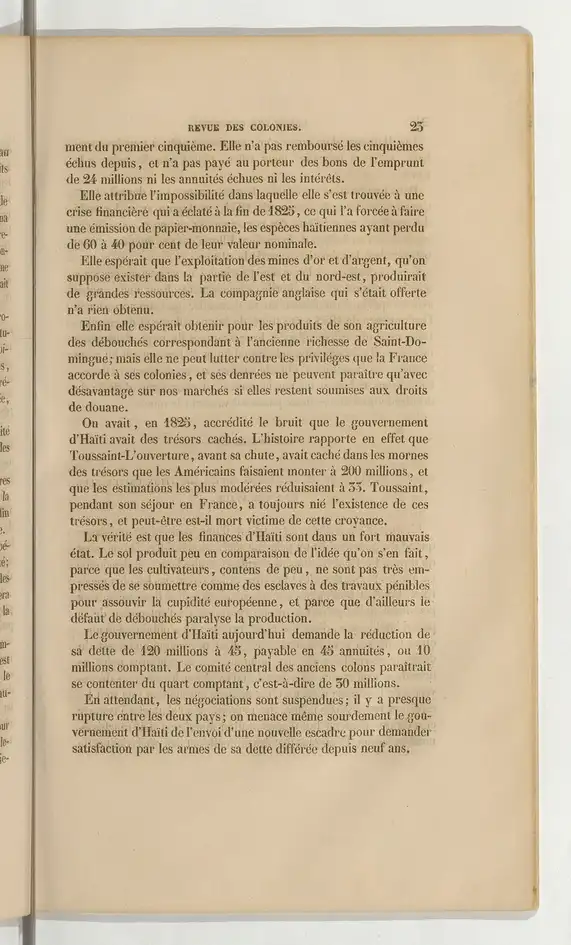 REVUE DES COLONIES. 23
ment du premier cinquième. Elle n'a pas remboursé les cinquièmes
échus depuis, et n'a pas payé au porteur des bons de l'emprunt
de 24 millions ni les annuités échues ni les intérêts.
Elle attribue l'impossibilité dans laquelle elle s'est trouvée à une
crise financière qui a éclaté à la fin de 1825, ce qui l'a forcée à faire
une émission de papier-monnaie, les espèces haïtiennes ayant perdu
de 60 à 40 pour cent de leur valeur nominale.
Elle espérait que l'exploitation des mines d'or et d'argent, qu'on
suppose exister dans la partie de l'est et du nord-est, produirait
de grandes ressources. La compagnie anglaise qui s'était offerte
n'a rien obtenu.
Enfin elle espérait obtenir pour les produits de son agriculture
des débouchés correspondant à l'ancienne richesse de Saint-Do-
mingue; mais elle ne peut lutter contre les priviléges que la France
accorde à ses colonies, et ses denrées ne peuvent paraître qu'avec
désavantage sur nos marchés si elles restent soumises aux droits
de douane.
On avait, en 1825, accrédité le bruit que le gouvernement
d'Haïti avait des trésors cachés. L'histoire rapporte en effet que
Toussaint-L'ouverture, avant sa chute, avait caché dans les mornes
des trésors que les Américains faisaient monter à 200 millions, et
que les estimations les plus modérées réduisaient à 33. Toussaint,
pendant son séjour en France, a toujours nié l'existence de ces
trésors, et peut-être est-il mort victime de cette croyance.
La vérité est que les finances d'Haïti sont dans un fort mauvais
état. Le sol produit peu en comparaison de l'idée qu'on s'en fait,
parce que les cultivateurs, contens de peu, ne sont pas très em-
pressés de se soumettre comme des esclaves à des travaux pénibles
pour assouvir la cupidité européenne, et parce que d'ailleurs le
défaut de débouchés paralyse la production.
Le gouvernement d'Haïti aujourd'hui demande la réduction de
sa dette de 120 millions à 45, payable en 45 annuités, ou 10
millions comptant. Le comité central des anciens colons paraîtrait
se contenter du quart comptant, c'est-à-dire de 30 millions.
En attendant, les négociations sont suspendues; il y a presque
rupture entre les deux pays; on menace même sourdement le gou-
vernement d'Haïti de l'envoi d'une nouvelle escadre pour demander
satisfaction par les armes de sa dette différée depuis neuf ans,